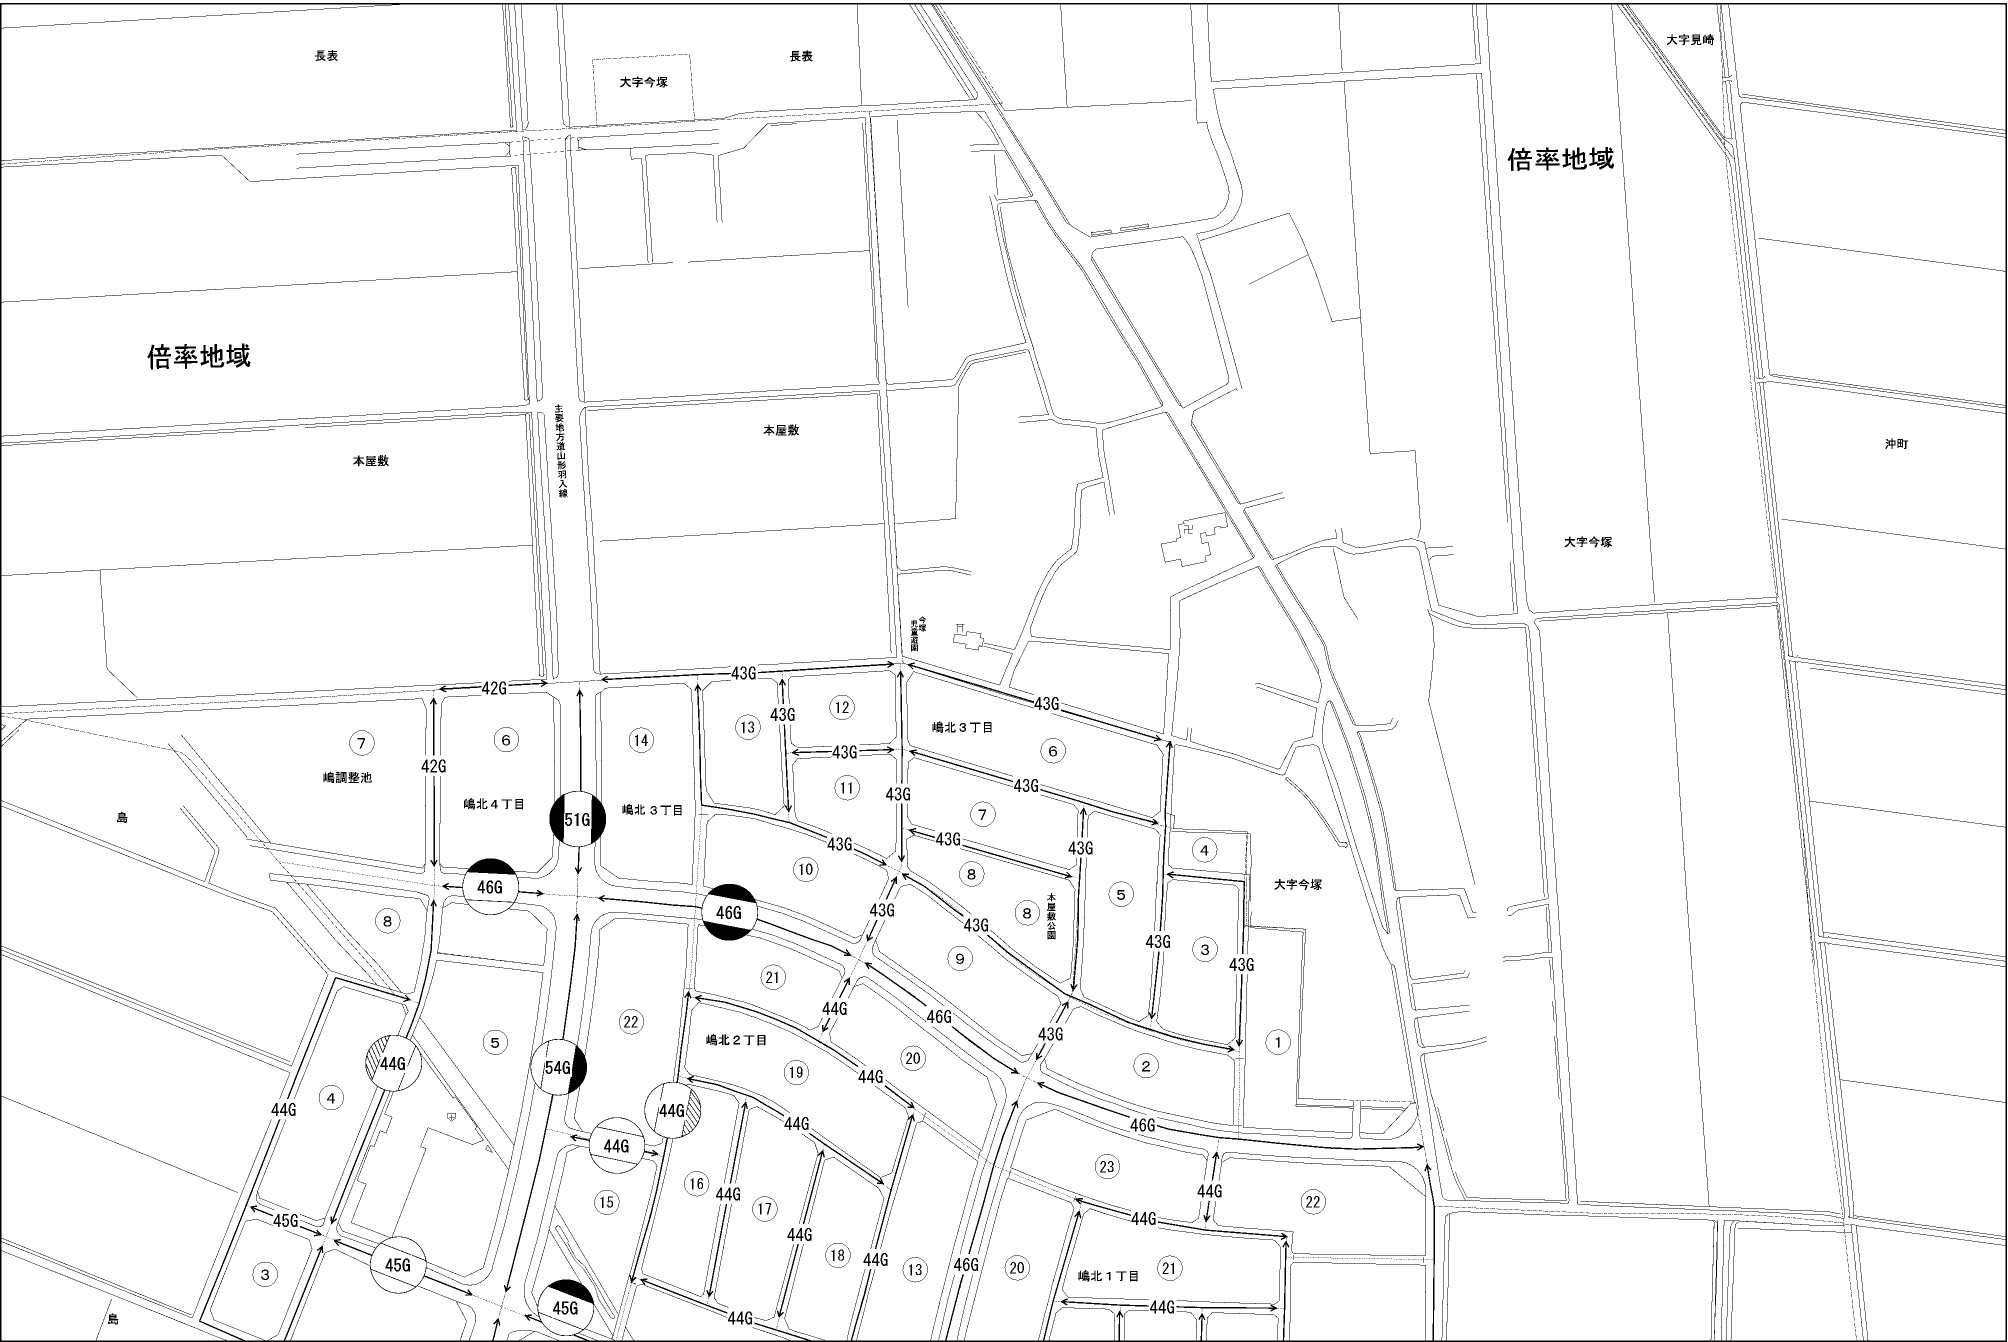 大字見崎
長表
長表
大字今塚
倍率地域
倍率地域
主要地方道山形羽入線
本屋敷
本屋敷
沖町
大字今塚
今塚
児童遊園
43G
42G
43G
12
43G
13
嶋北3丁目
14
6
7
6
43G
42G
嶋調整池
43G
43G
11
43G
嶋北4丁目
嶋北3丁目
島
51G
7
43G
43G
43G
43G
4
10
8
大字今塚
46G
5
46G
43G
8
本屋敷公園
8
43G
43G
3
9
43G
21
44G
46G
22
43G
5
嶋北2丁目
1
20
44G
54G
2
19
44G
4
44G
44G
44G
46G
44G
23
16
44G
44G
15
22
17
45G
44G
44G
44G
18
45G
46G
13
20
21
3
嶋北1丁目
45G
44G
44G
島